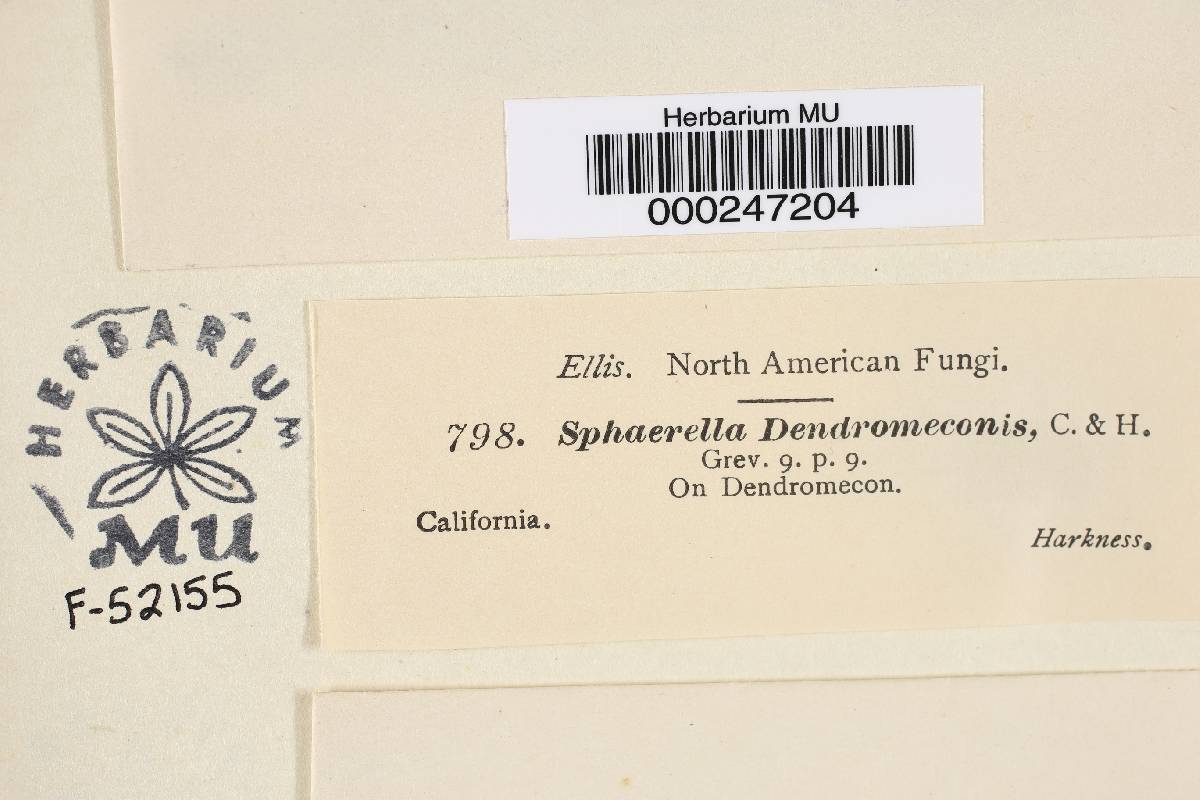 Herbarium MU
000247204
HERBARIUM
MU
F-52155
Ellis. North American Fungi.
798. Sphaerella Dendromeconis, C. & H.
Grev. 9. p. 9.
On Dendromecon.
California.
Harkness.